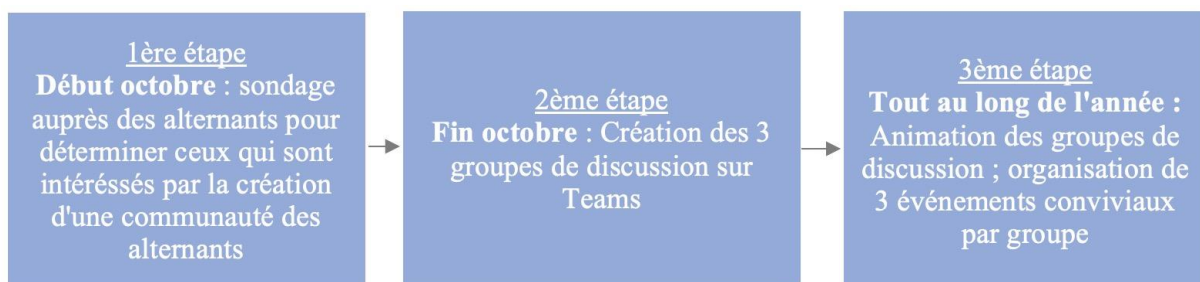 1ère étape
Début octobre : sondage
auprès des alternants pour
déterminer ceux qui sont
intéréssés par la création
d'une communauté des
alternants
2ème étape
Fin octobre : Création des 3
groupes de discussion sur
Teams
3ème étape
Tout au long de l'année :
Animation des groupes de
discussion ; organisation de
3 événements conviviaux
par groupe